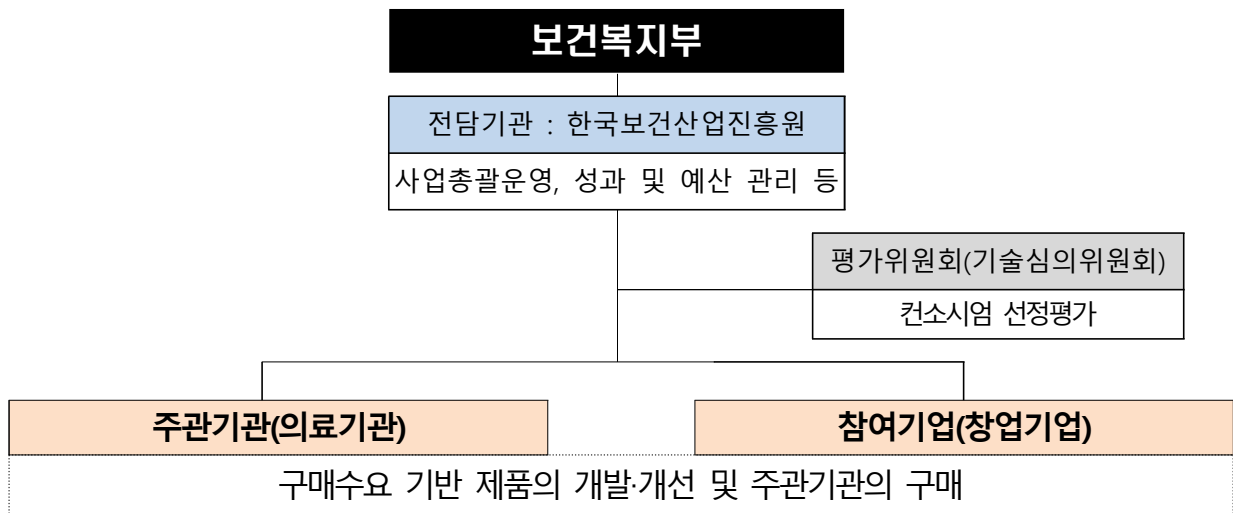 보건복지부
전담기관 : 한국보건산업진흥원
사업총괄운영, 성과 및 예산 관리 등
평가위원회(기술심의위원회)
컨소시엄 선정평가
주관기관(의료기관)
참여기업(창업기업)
구매수요 기반 제품의 개발·개선 및 주관기관의 구매